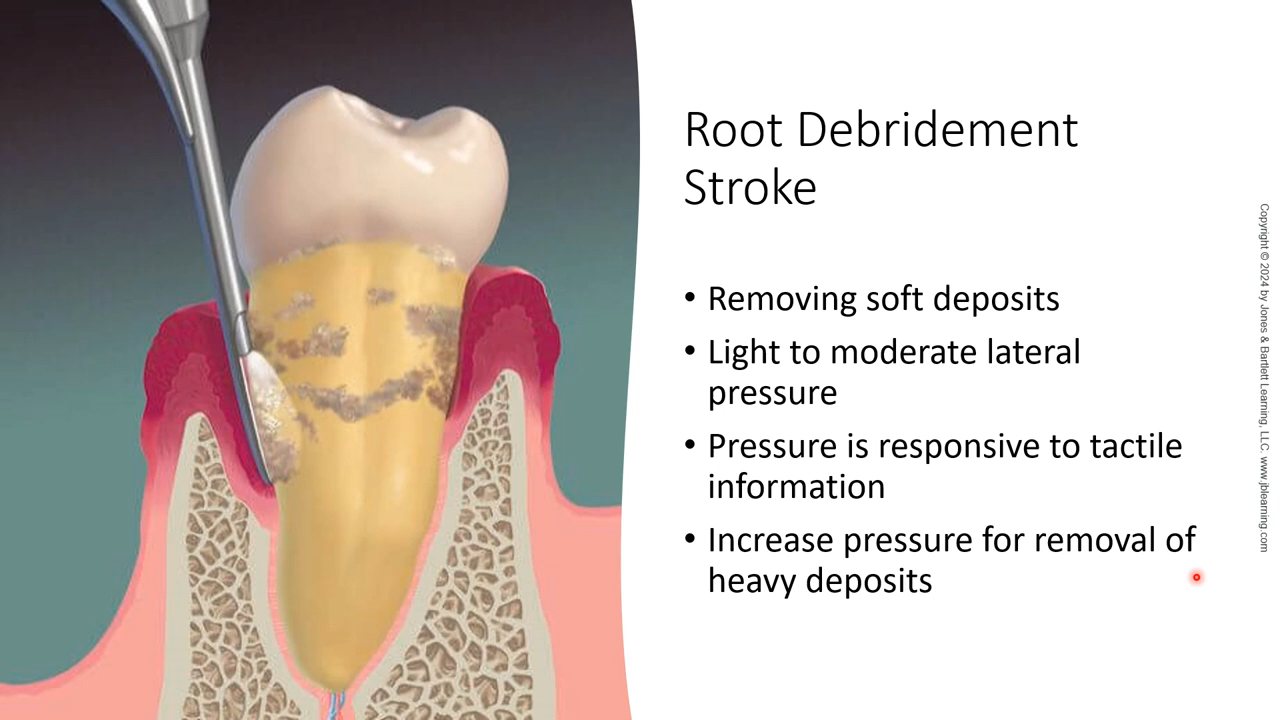 Root Debridement
Stroke
• Removing soft deposits
• Light to moderate lateral
pressure
• Pressure is responsive to tactile
information
• Increase pressure for removal of
heavy deposits
Copyright © 2024 by Jones & Bartlett Learning, LLC. www.jblearning.com